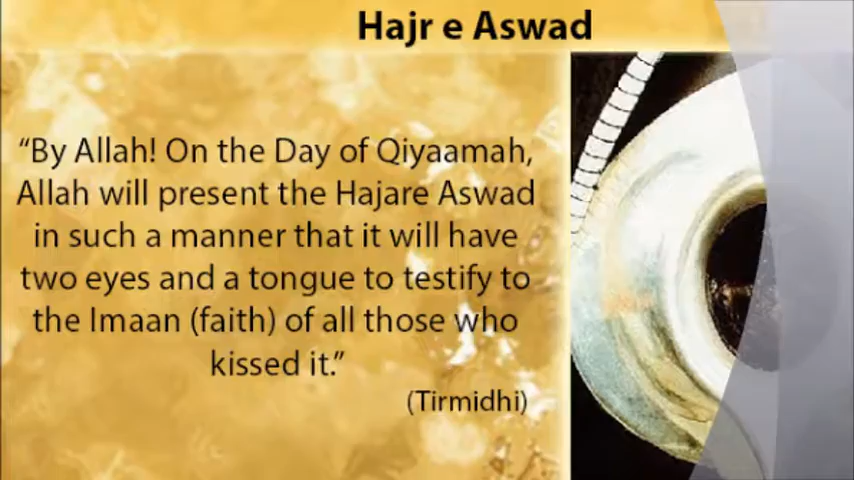 Hajr e Aswad
“By Allah! On the Day of Qiyaamah,
Allah will present the Hajare Aswad
in such a manner that it will have
two eyes and a tongue to testify to
the Imaan (faith) of all those who
kissed it.”
(Tirmidhi)